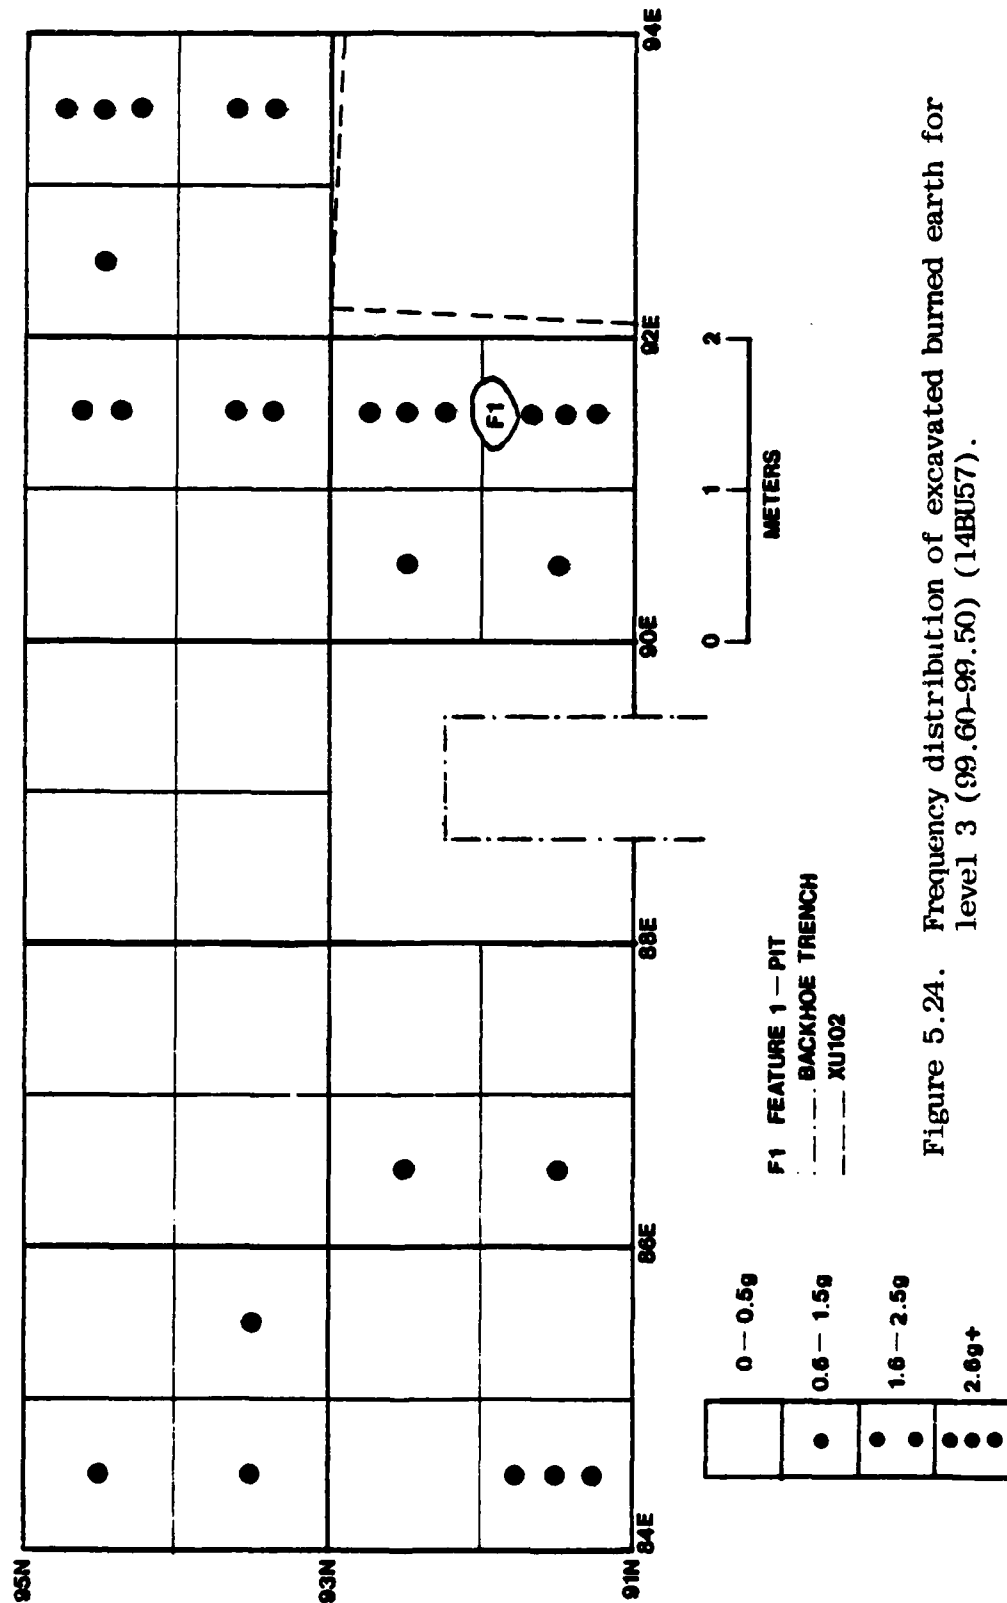 95N
93N
91N
84E
86E
88E
90E
92E
94E
F1
0 1 2
METERS
0 — 0.5g
0.6 — 1.5g
1.6 — 2.5g
2.6g+
F1 FEATURE 1 — PIT
BACKHOE TRENCH
XU102
Figure 5.24. Frequency distribution of excavated burned earth for
level 3 (99.60-99.50) (14BU57).